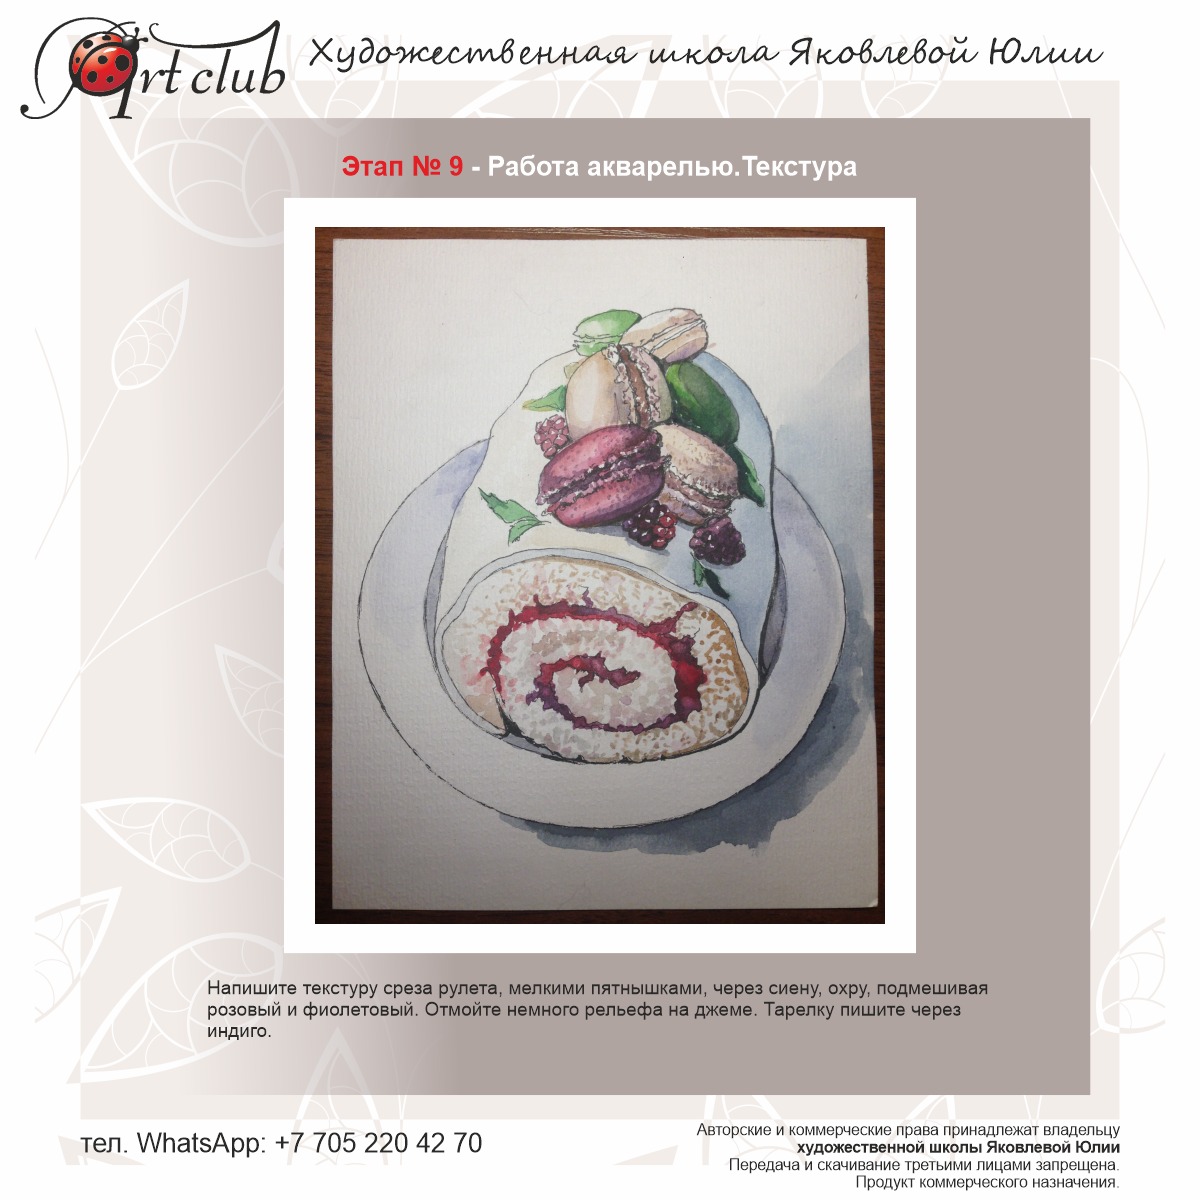 Art club
Художественная школа Яковлевой Юлии
Этап № 9 - Работа акварелью.Текстура
Напишите текстуру среза рулета, мелкими пятнышками, через сиену, охру, подмешивая
розовый и фиолетовый. Отмойте немного рельефа на джеме. Тарелку пишите через
индиго.
тел. WhatsApp: +7 705 220 42 70
Авторские и коммерческие права принадлежат владельцу
художественной школы Яковлевой Юлии
Передача и скачивание третьими лицами запрещена.
Продукт коммерческого назначения.